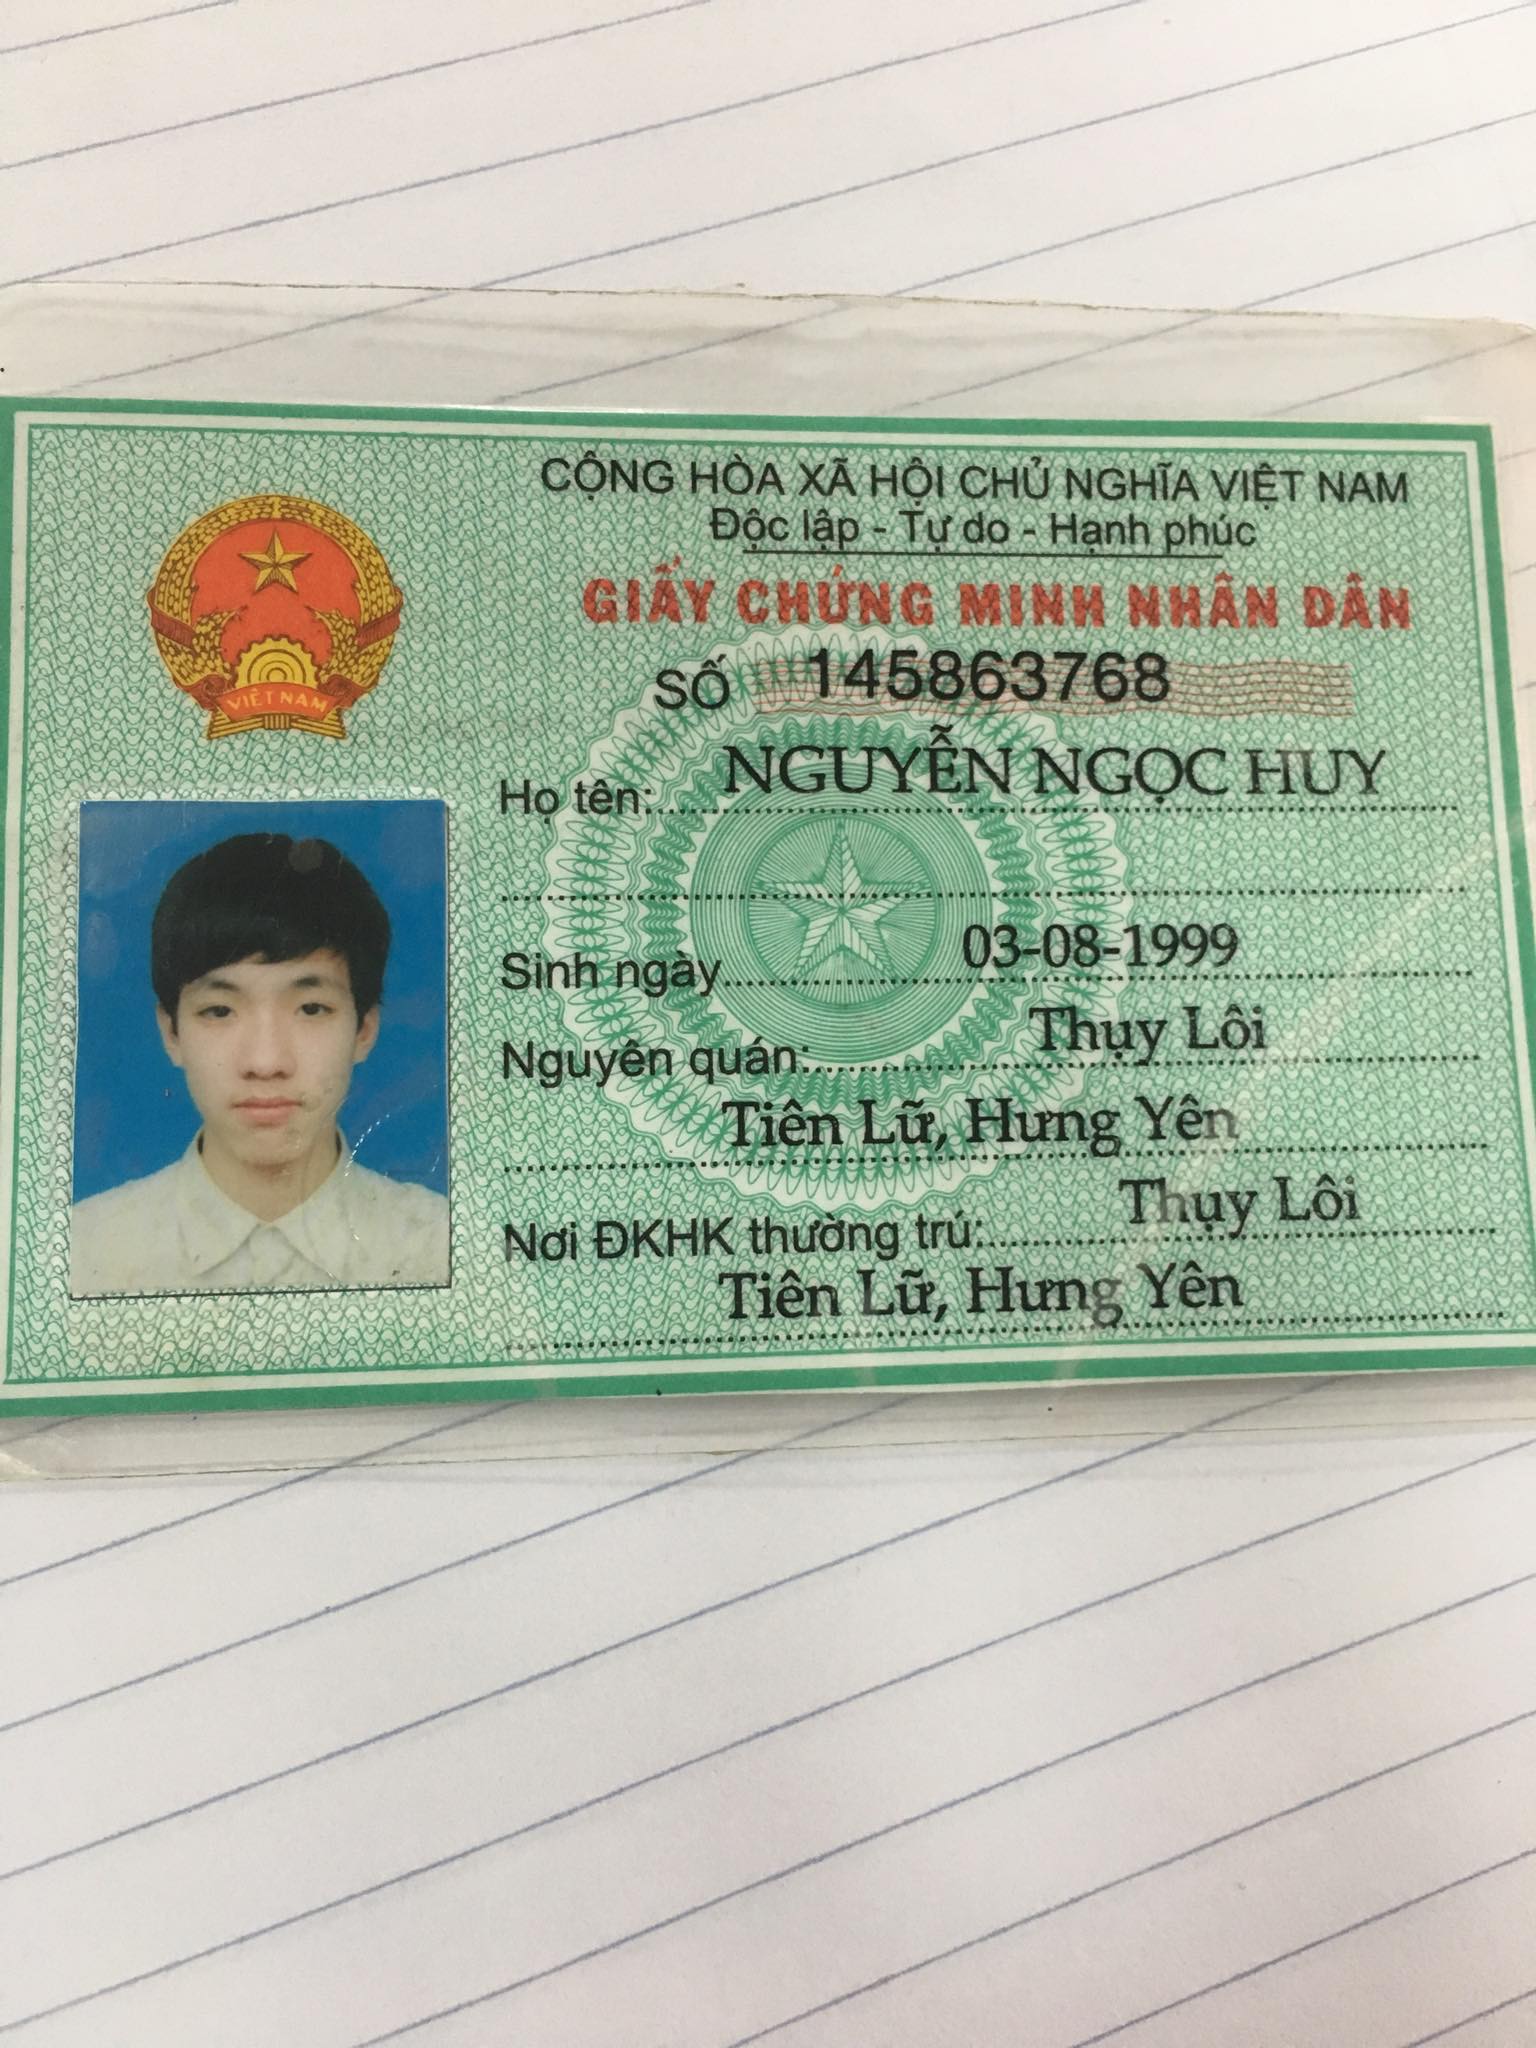 CỘNG HÒA XÃ HỘI CHỦ NGHĨA VIỆT NAM
Độc lập - Tự do - Hạnh phúc
GIẤY CHỨNG MINH NHÂN DÂN
SỐ 145863768
VIỆT NAM
Họ tên: NGUYỄN NGỌC HUY
Sinh ngày 03-08-1999
Nguyên quán: Thụy Lôi
Tiên Lữ, Hưng Yên
Nơi ĐKHK thường trú: Thụy Lôi
Tiên Lữ, Hưng Yên